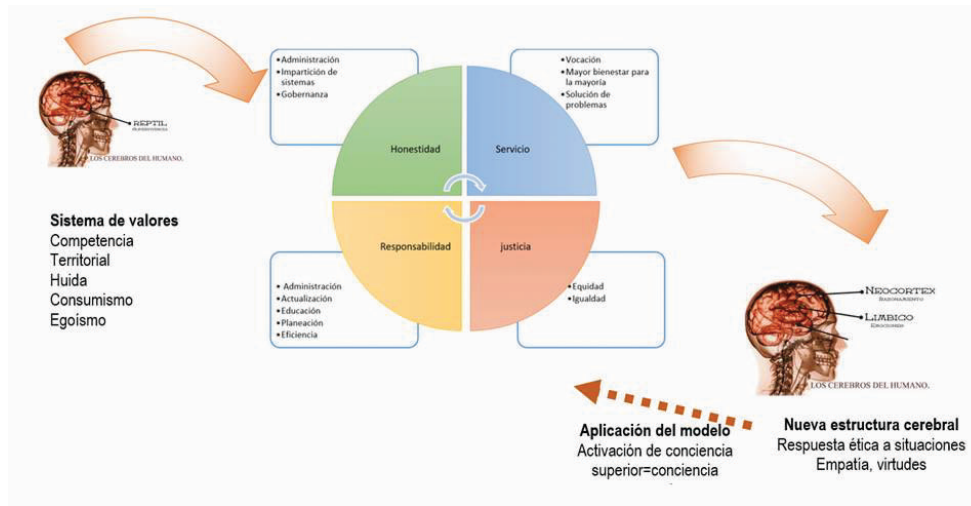 RÉPTIL
LOS CEREBROS DEL HUMANO.
Sistema de valores
Competencia
Territorial
Huida
Consumismo
Egoísmo
• Administración
• Impartición de
sistemas
• Gobernanza
• Vocación
• Mayor bienestar para
la mayoría
• Solución de
problemas
Honestidad
Servicio
Responsabilidad
justicia
• Administración
• Actualización
• Educación
• Planeación
• Eficiencia
• Equidad
• Igualdad
NEOCORTEX
RAZONAMIENTO
LIMBICO
EMOCIONES
LOS CEREBROS DEL HUMANO.
Aplicación del modelo
Activación de conciencia
superior=conciencia
Nueva estructura cerebral
Respuesta ética a situaciones
Empatía, virtudes